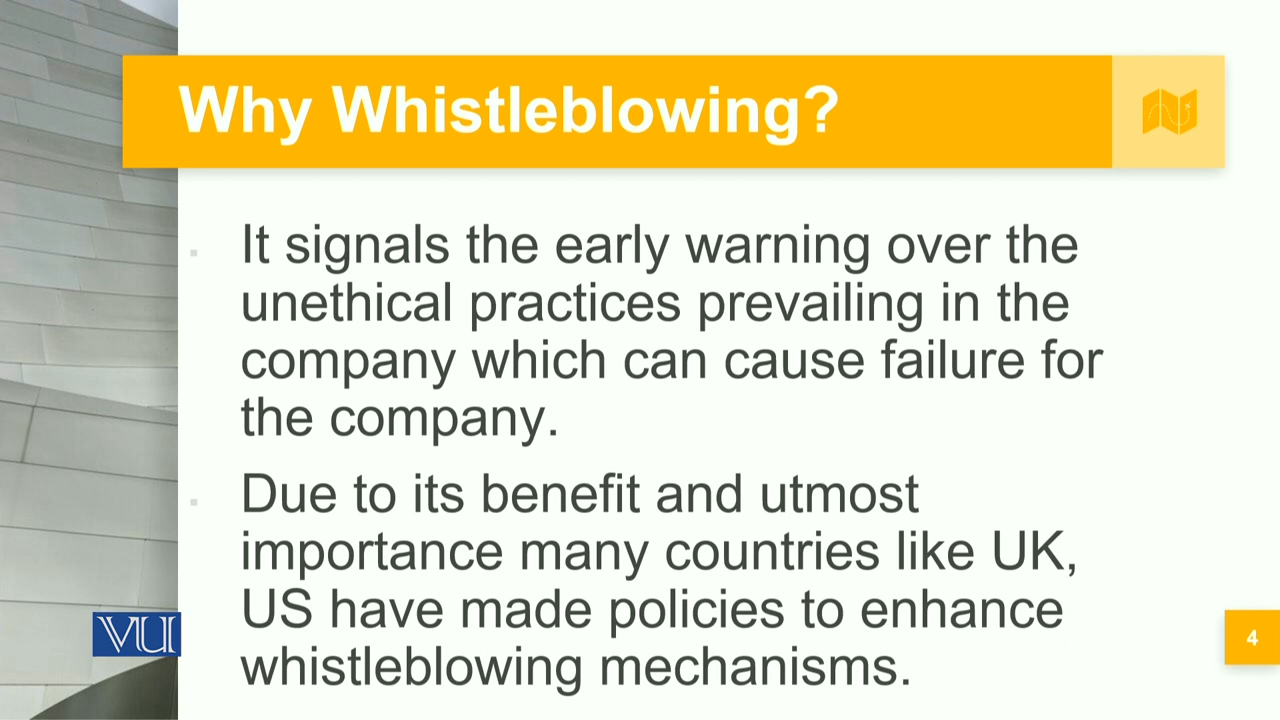 Why Whistleblowing?
It signals the early warning over the
unethical practices prevailing in the
company which can cause failure for
the company.
Due to its benefit and utmost
importance many countries like UK,
US have made policies to enhance
whistleblowing mechanisms.
VU
4